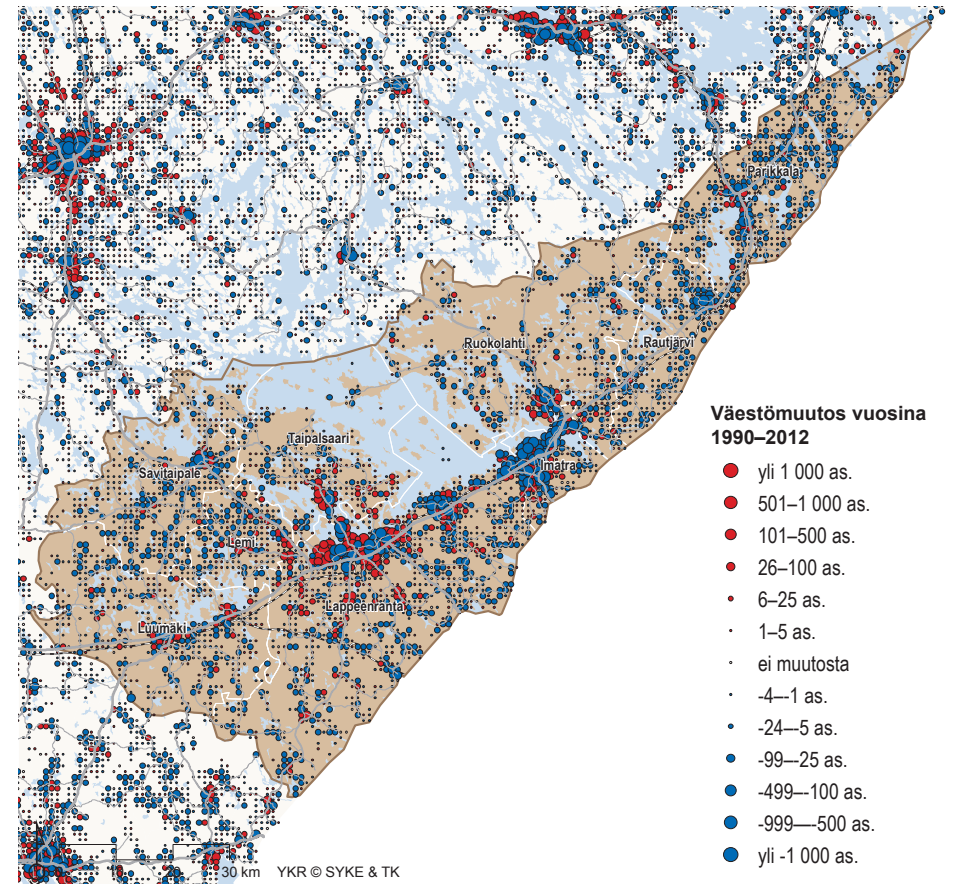 Parikkala
Ruokolahti
Rautjärvi
Taipalsaari
Savitaipale
Imatra
Lemi
Lappeenranta
Luumäki
Väestömuutos vuosina
1990–2012
yli 1 000 as.
501–1 000 as.
101–500 as.
26–100 as.
6–25 as.
1–5 as.
ei muutosta
-4–-1 as.
-24–-5 as.
-99–-25 as.
-499–-100 as.
-999–-500 as.
yli -1 000 as.
30 km YKR © SYKE & TK